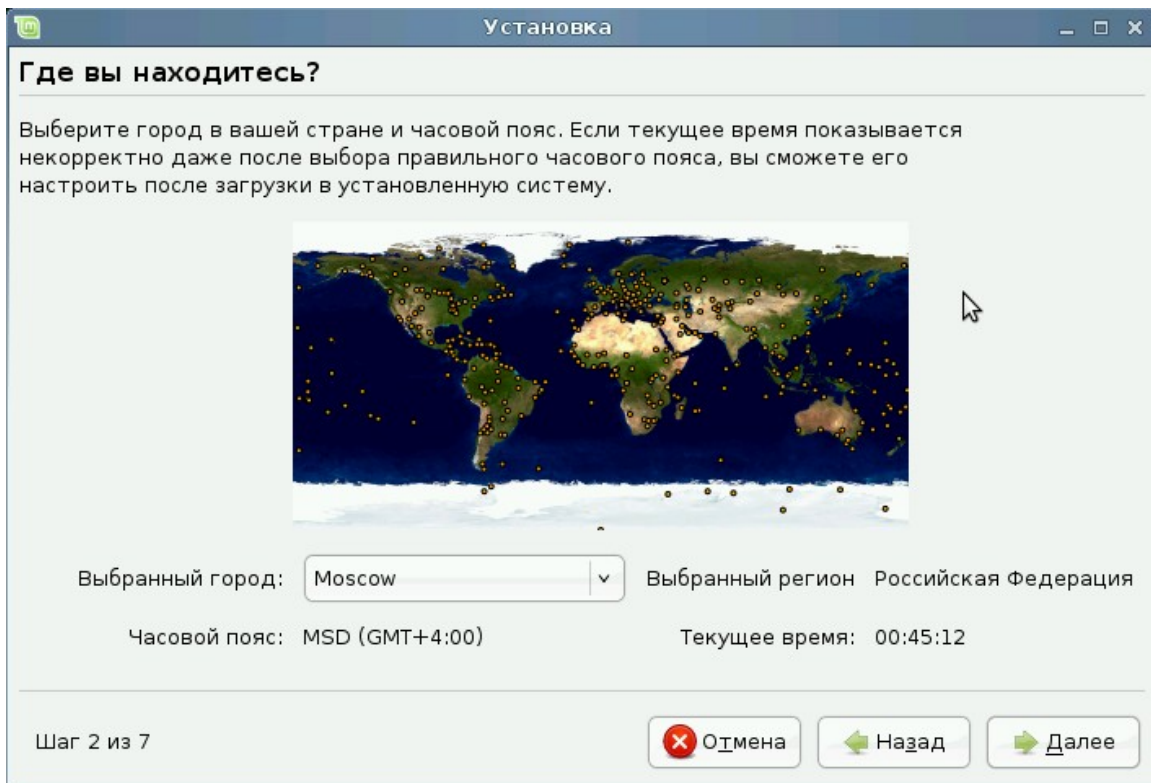 Установка
Где вы находитесь?
Выберите город в вашей стране и часовой пояс. Если текущее время показывается
некорректно даже после выбора правильного часового пояса, вы сможете его
настроить после загрузки в установленную систему.
Выбранный город: Moscow Выбранный регион Российская Федерация
Часовой пояс: MSD (GMT+4:00) Текущее время: 00:45:12
Шаг 2 из 7 Отмена Назад Далее